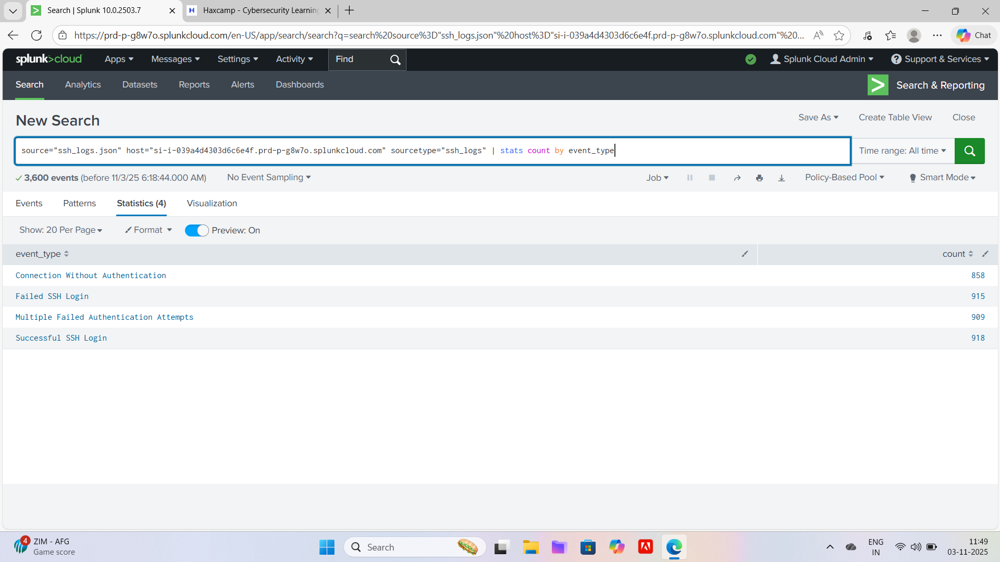 Search | Splunk 10.0.2503.7
Haxcamp - Cybersecurity Learning
https://prd-p-g8w7o.splunkcloud.com/en-US/app/search/search?q=search%20source%3D"ssh_logs.json"%20host%3D"si-i-039a4d4303d6c6e4f.prd-p-g8w7o.splunkcloud.com"%20...
Chat
splunk>cloud
Apps
Messages
Settings
Activity
Find
Splunk Cloud Admin
? Support & Services
Search
Analytics
Datasets
Reports
Alerts
Dashboards
Search & Reporting
New Search
Save As
Create Table View
Close
source="ssh_logs.json" host="si-i-039a4d4303d6c6e4f.prd-p-g8w7o.splunkcloud.com" sourcetype="ssh_logs" | stats count by event_type
Time range: All time
3,600 events (before 11/3/25 6:18:44.000 AM)
No Event Sampling
Job
Policy-Based Pool
Smart Mode
Events
Patterns
Statistics (4)
Visualization
Show: 20 Per Page
Format
Preview: On
event_type
count
Connection Without Authentication 858
Failed SSH Login 915
Multiple Failed Authentication Attempts 909
Successful SSH Login 918
4
ZIM - AFG
Game score
Search
ENG
IN
11:49
03-11-2025